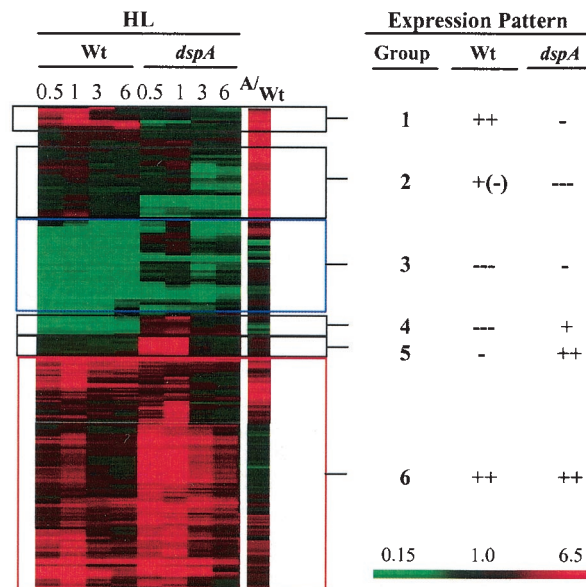 HL
Expression Pattern
Wt dspA
Group Wt dspA
0.5 1 3 6 0.5 1 3 6 A/Wt
1 ++ -
2 +(-) ---
3 --- -
4 --- +
5 - ++
6 ++ ++
0.15 1.0 6.5